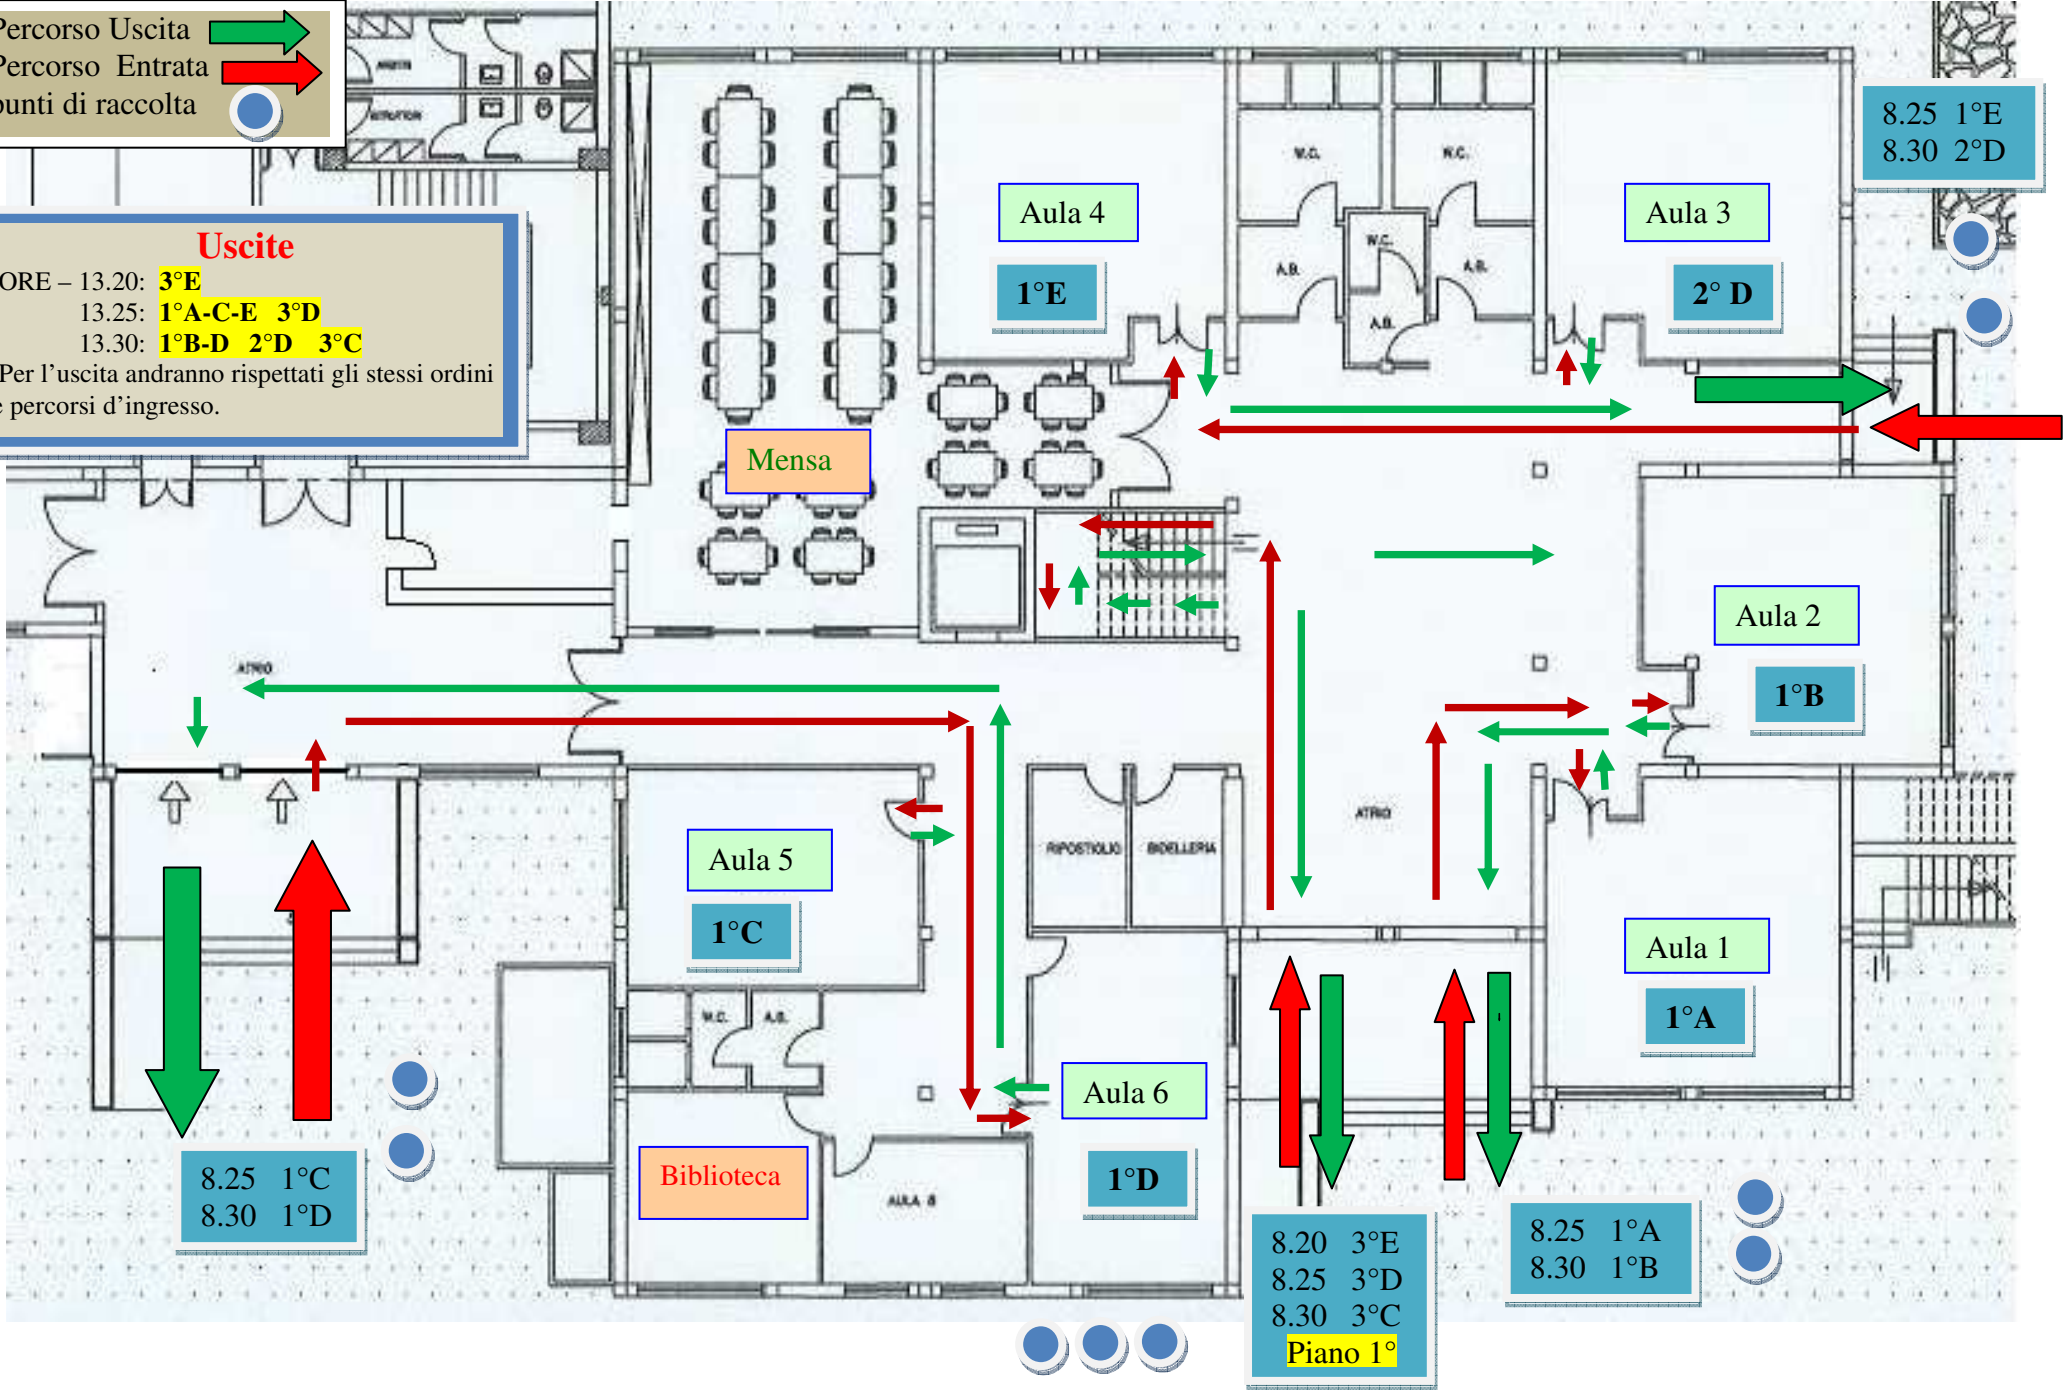 Percorso Uscita
Percorso Entrata
punti di raccolta
Uscite
ORE – 13.20: 3°E
13.25: 1°A-C-E 3°D
13.30: 1°B-D 2°D 3°C
Per l'uscita andranno rispettati gli stessi ordini
e percorsi d'ingresso.
8.25 1°E
8.30 2°D
Aula 4
1°E
W.C.
W.C.
W.C.
A.B.
A.B.
A.B.
Aula 3
2° D
Mensa
Aula 2
1°B
ATRIO
ATRIO
RIPOSTIGLIO
BIDELLERIA
Aula 5
1°C
W.C.
A.B.
Aula 1
1°A
Aula 6
1°D
Biblioteca
AULA 8
8.25 1°C
8.30 1°D
8.20 3°E
8.25 3°D
8.30 3°C
Piano 1°
8.25 1°A
8.30 1°B